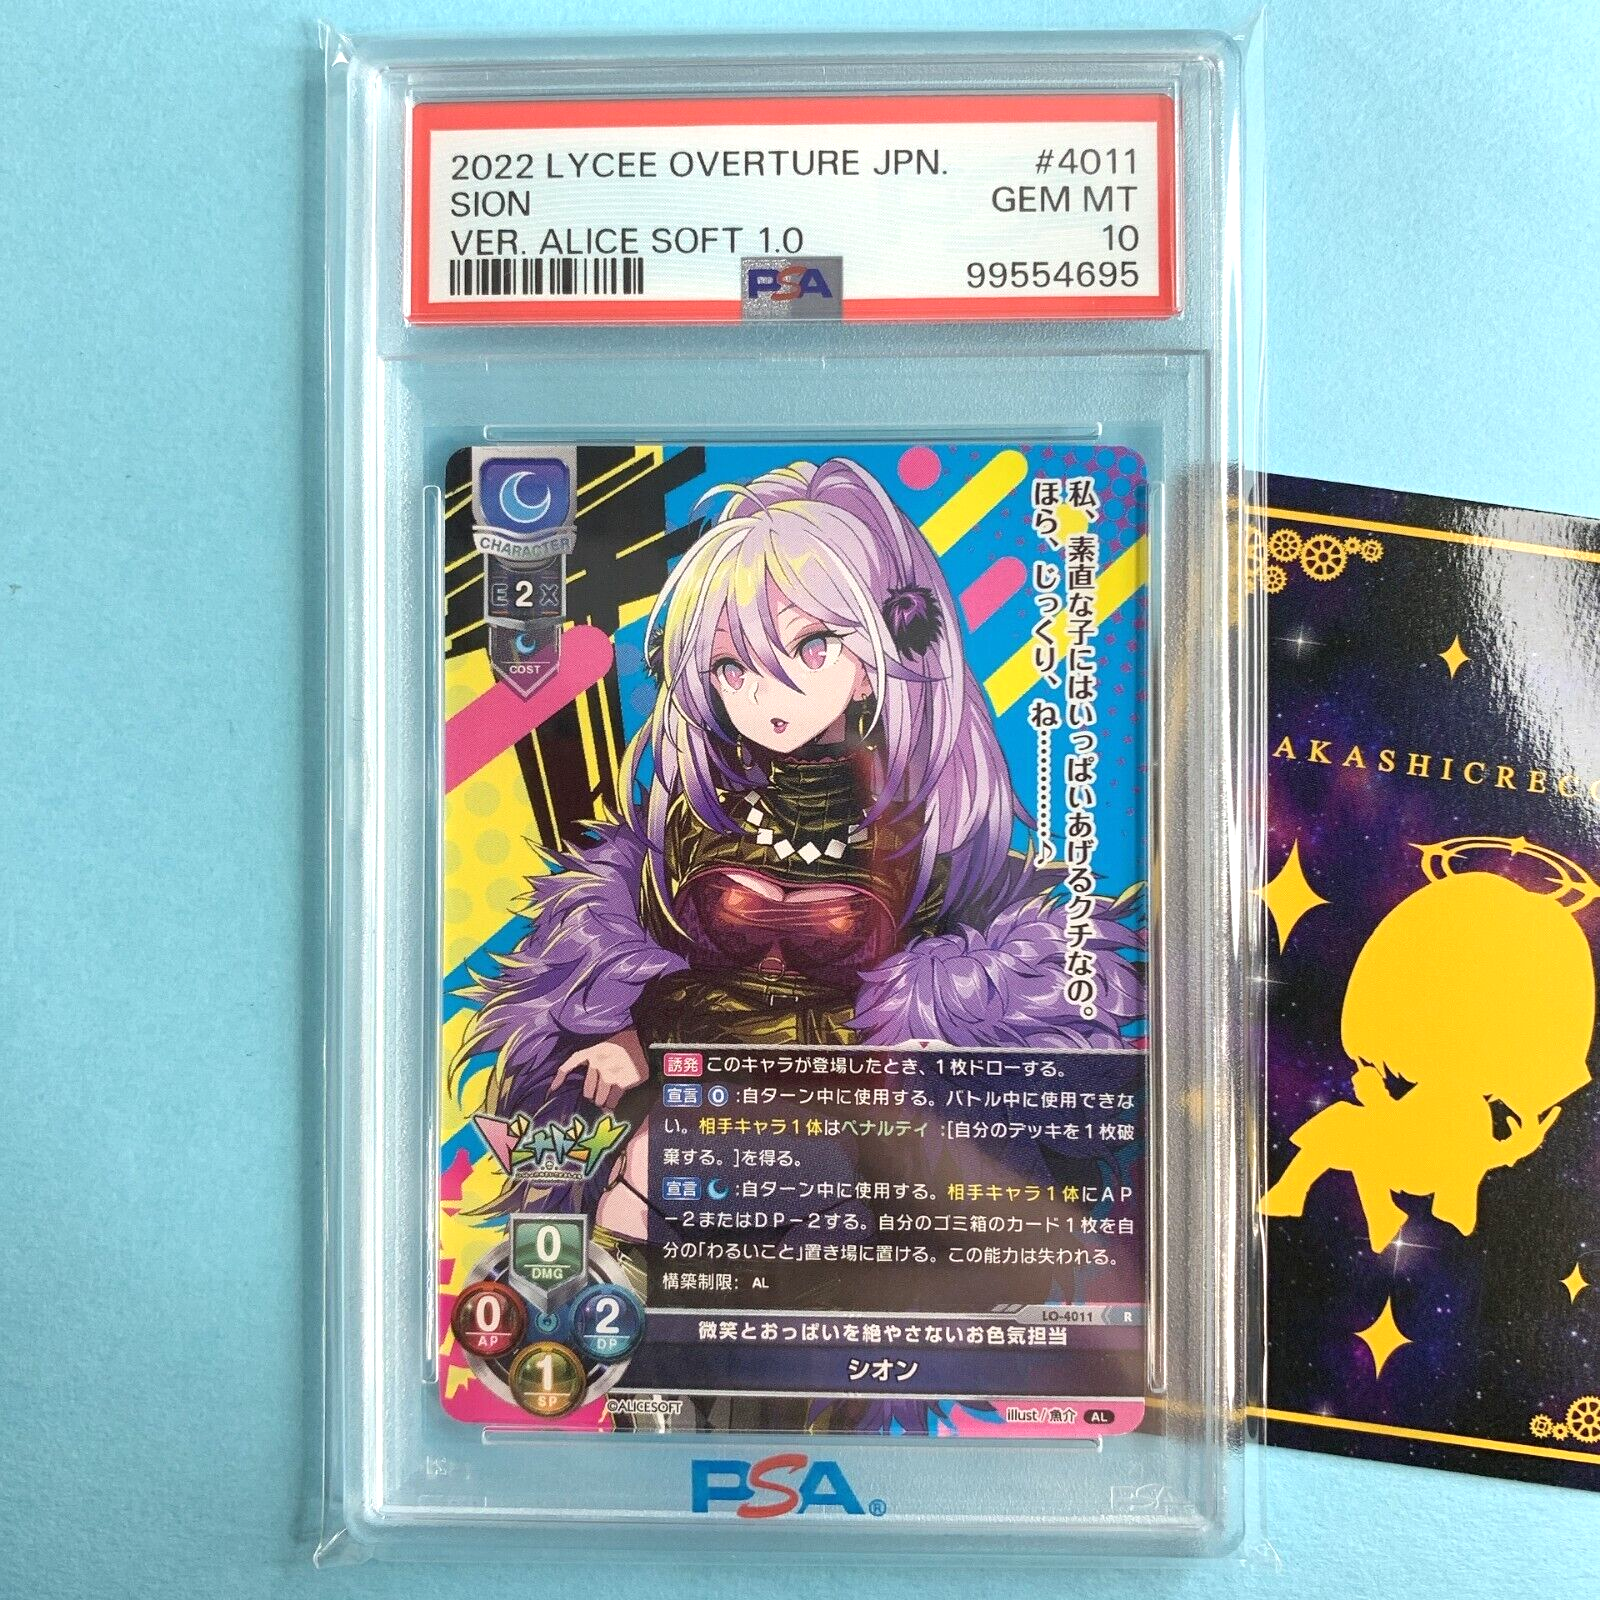 2022 LYCEE OVERTURE JPN. #4011
SION GEM MT
VER. ALICE SOFT 1.0 10
99554695
PSA
CHARACTER
E 2 X
COST
私、素直な子にはいっぱいあげるクチなの。
ほら、じっくり、ね…………♪
誘発 このキャラが登場したとき、1枚ドローする。
宣言 0 :自ターン中に使用する。バトル中に使用できな
い。相手キャラ1体はペナルティ:[自分のデッキを1枚破
棄する。]を得る。
宣言 :自ターン中に使用する。相手キャラ1体にAP
-2またはDP-2する。自分のゴミ箱のカード1枚を自
分の「わるいこと」置き場に置ける。この能力は失われる。
構築制限: AL
ドーナドーナ
0
DMG
0
AP
2
DP
1
SP
LO-4011 R
微笑とおっぱいを絶やさないお色気担当
シオン
©ALICESOFT
illust/魚介 AL
PSA®
AKASHICRECO